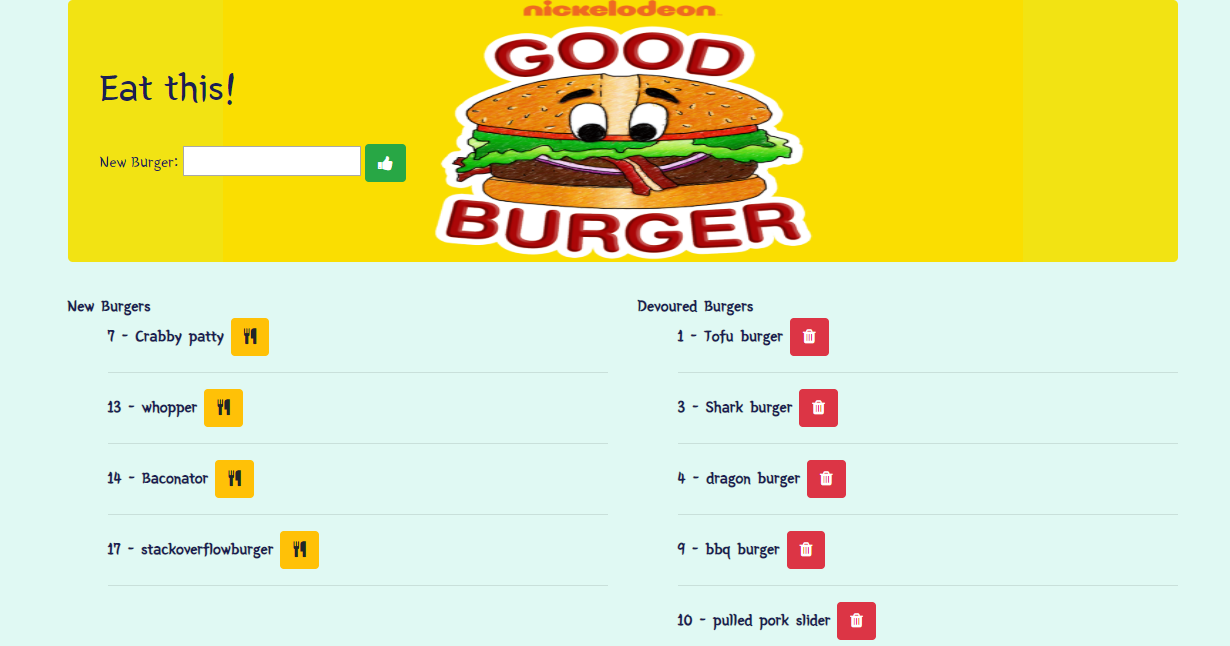 nickelodeon
GOOD
BURGER
Eat this!
New Burger:
New Burgers
7 - Crabby patty
13 - whopper
14 - Baconator
17 - stackoverflowburger
Devoured Burgers
1 - Tofu burger
3 - Shark burger
4 - dragon burger
9 - bbq burger
10 - pulled pork slider